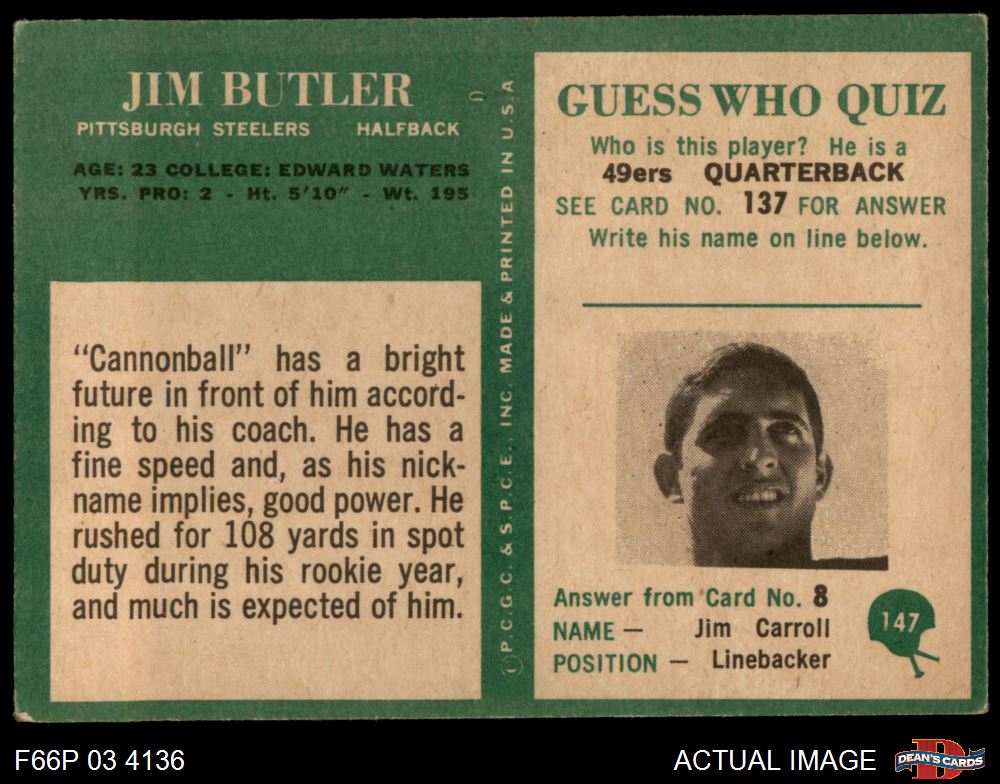 JIM BUTLER
PITTSBURGH STEELERS HALFBACK
AGE: 23 COLLEGE: EDWARD WATERS
YRS. PRO: 2 - Ht. 5'10" - Wt. 195
"Cannonball" has a bright
future in front of him accord-
ing to his coach. He has a
fine speed and, as his nick-
name implies, good power. He
rushed for 108 yards in spot
duty during his rookie year,
and much is expected of him.
© P.C.G.C. & S.P.C.E., INC. MADE & PRINTED IN U.S.A
GUESS WHO QUIZ
Who is this player? He is a
49ers QUARTERBACK
SEE CARD NO. 137 FOR ANSWER
Write his name on line below.
Answer from Card No. 8
NAME — Jim Carroll
POSITION — Linebacker
147
F66P 03 4136
ACTUAL IMAGE
D
DEAN'S CARDS